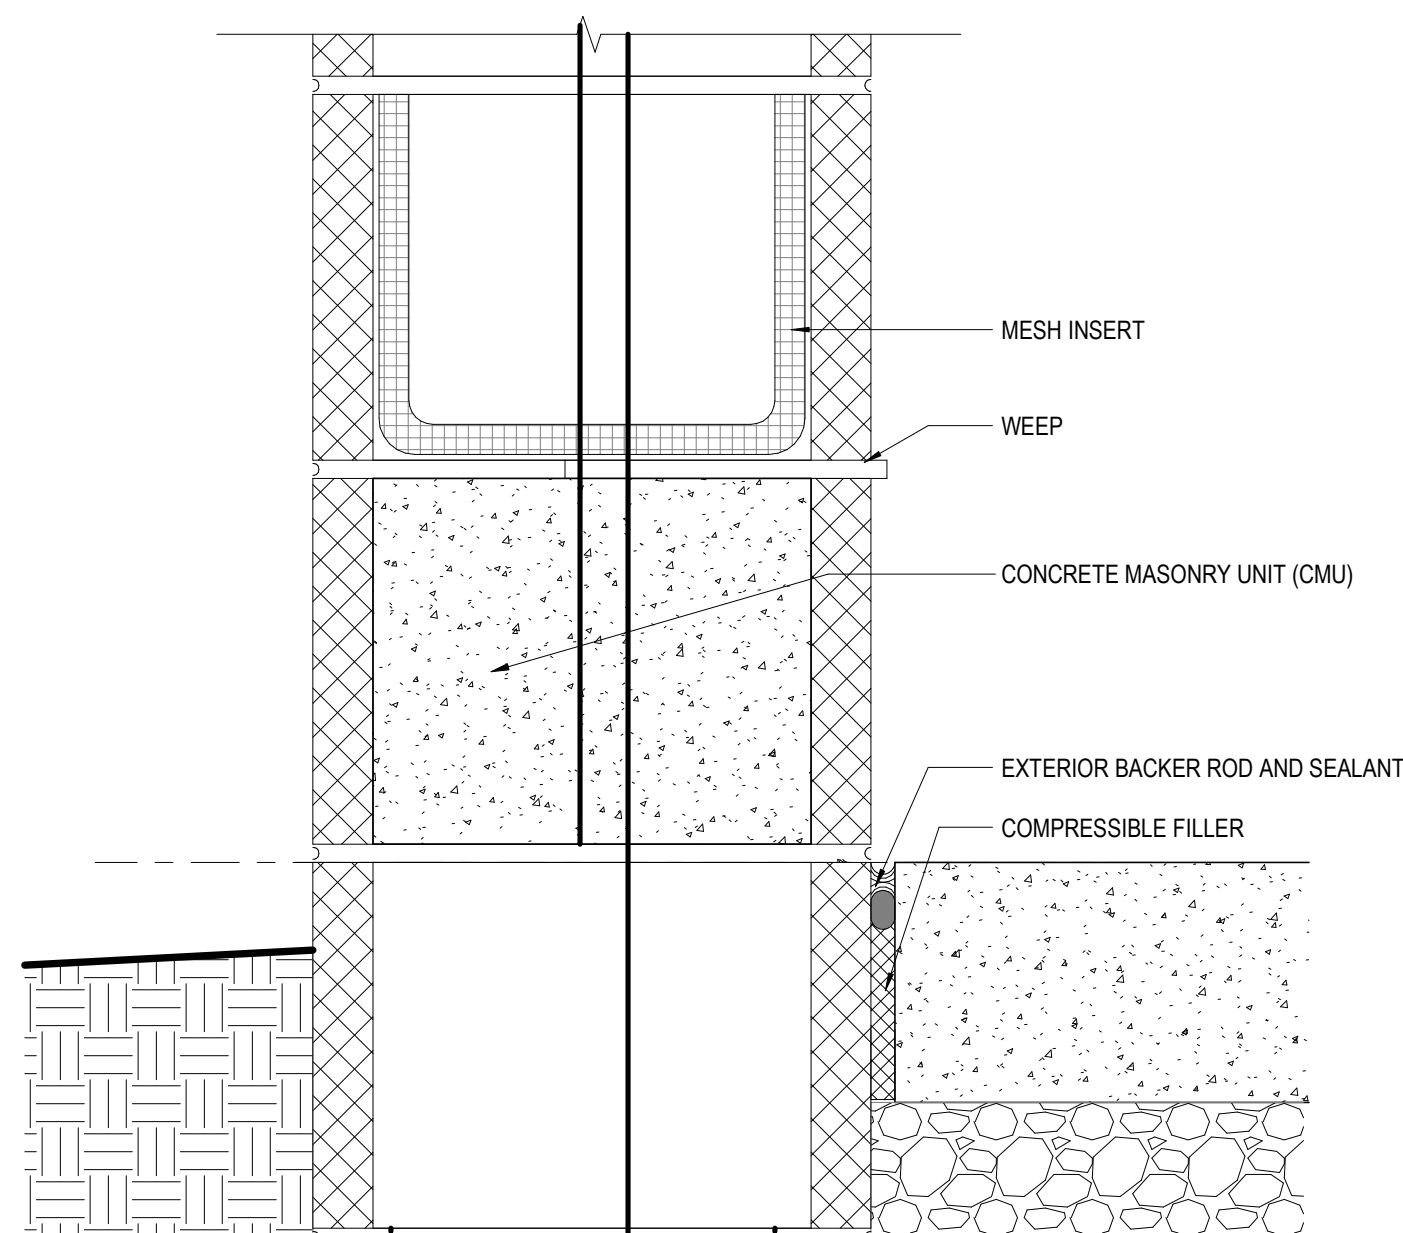 MESH INSERT
WEEP
CONCRETE MASONRY UNIT (CMU)
EXTERIOR BACKER ROD AND SEALANT
COMPRESSIBLE FILLER